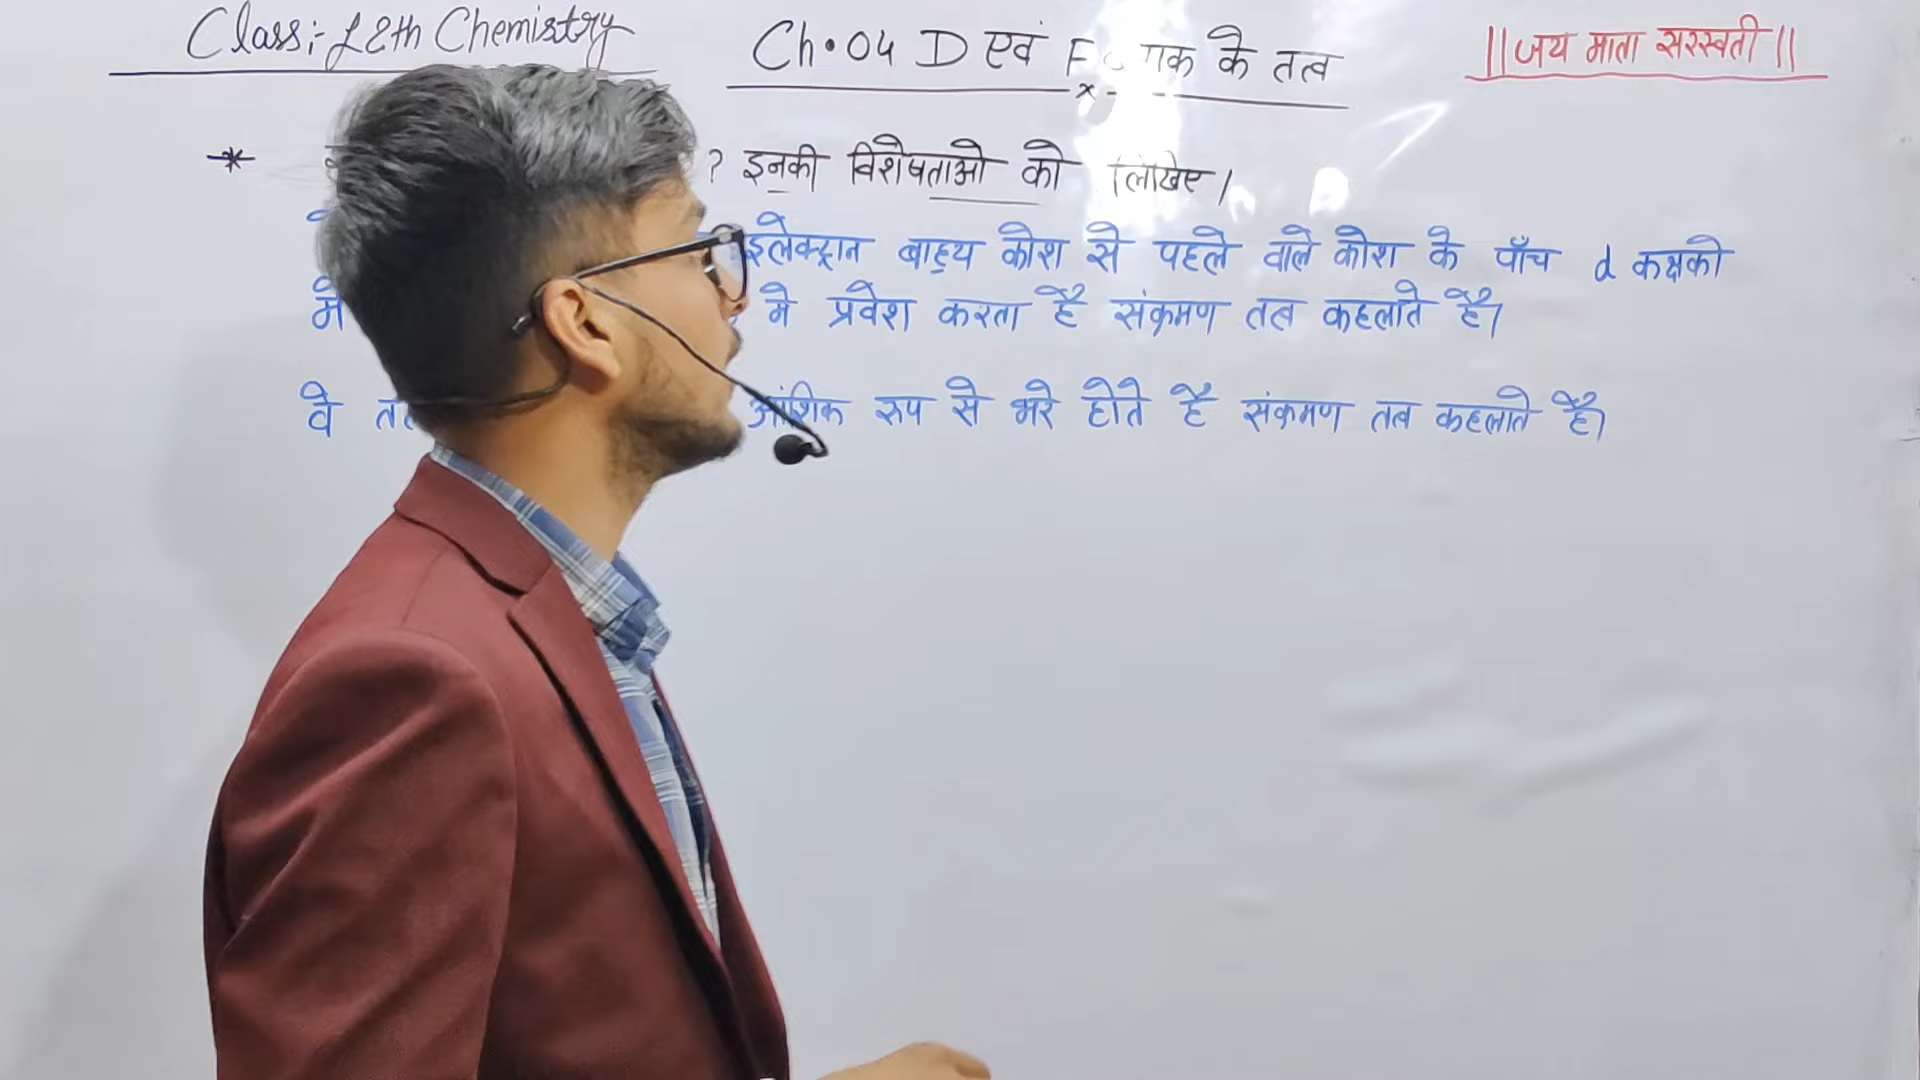 Class:- 12th Chemistry
Ch.04 D एवं F के तत्व
||जय माता सरस्वती||
* ? इनकी विशेषताओ को लिखिए।
इलेक्ट्रान बाह्य कोश से पहले वाले कोश के पाँच d कक्षको
मे मे प्रवेश करता है संक्रमण तत्व कहलाते है।
वे आंशिक रुप से भरे होते है संक्रमण तत्व कहलाते है।